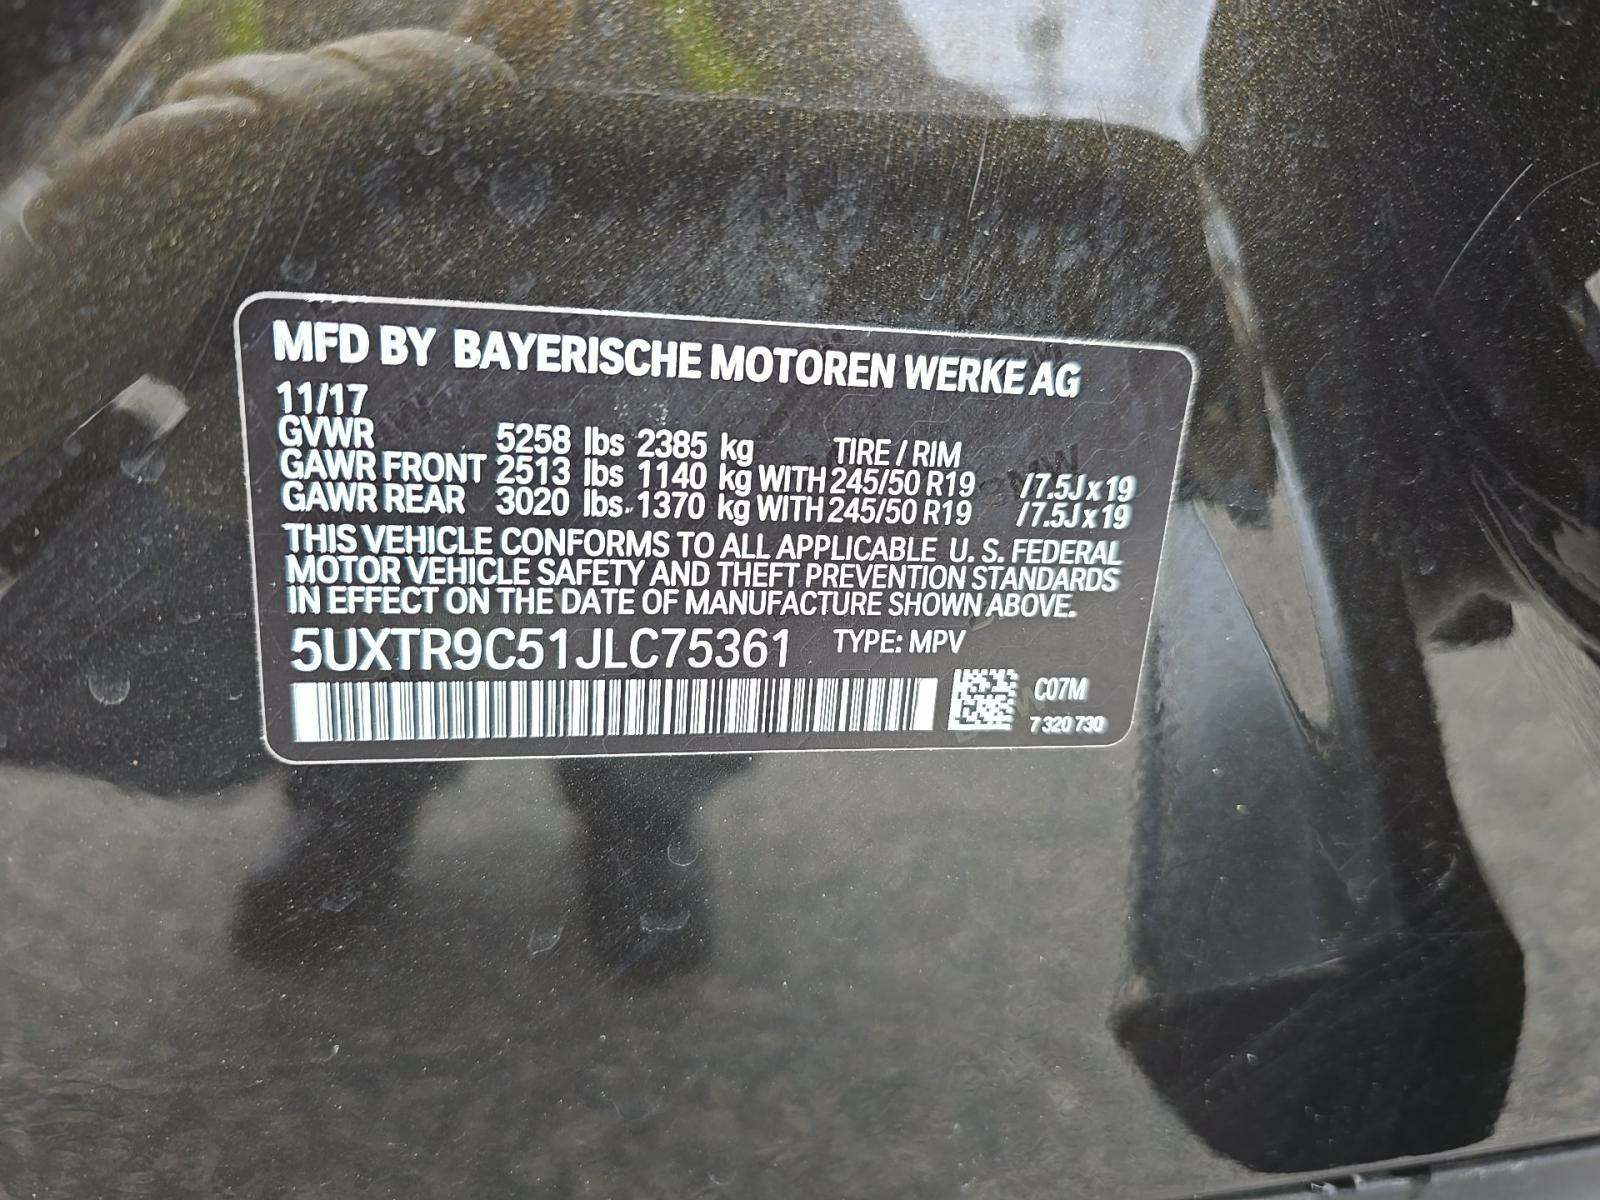 MFD BY BAYERISCHE MOTOREN WERKE AG
11/17
GVWR 5258 lbs 2385 kg TIRE / RIM
GAWR FRONT 2513 lbs 1140 kg WITH 245/50 R19 /7.5J x 19
GAWR REAR 3020 lbs 1370 kg WITH 245/50 R19 /7.5J x 19
THIS VEHICLE CONFORMS TO ALL APPLICABLE U. S. FEDERAL
MOTOR VEHICLE SAFETY AND THEFT PREVENTION STANDARDS
IN EFFECT ON THE DATE OF MANUFACTURE SHOWN ABOVE.
5UXTR9C51JLC75361 TYPE: MPV
C07M
7 320 730